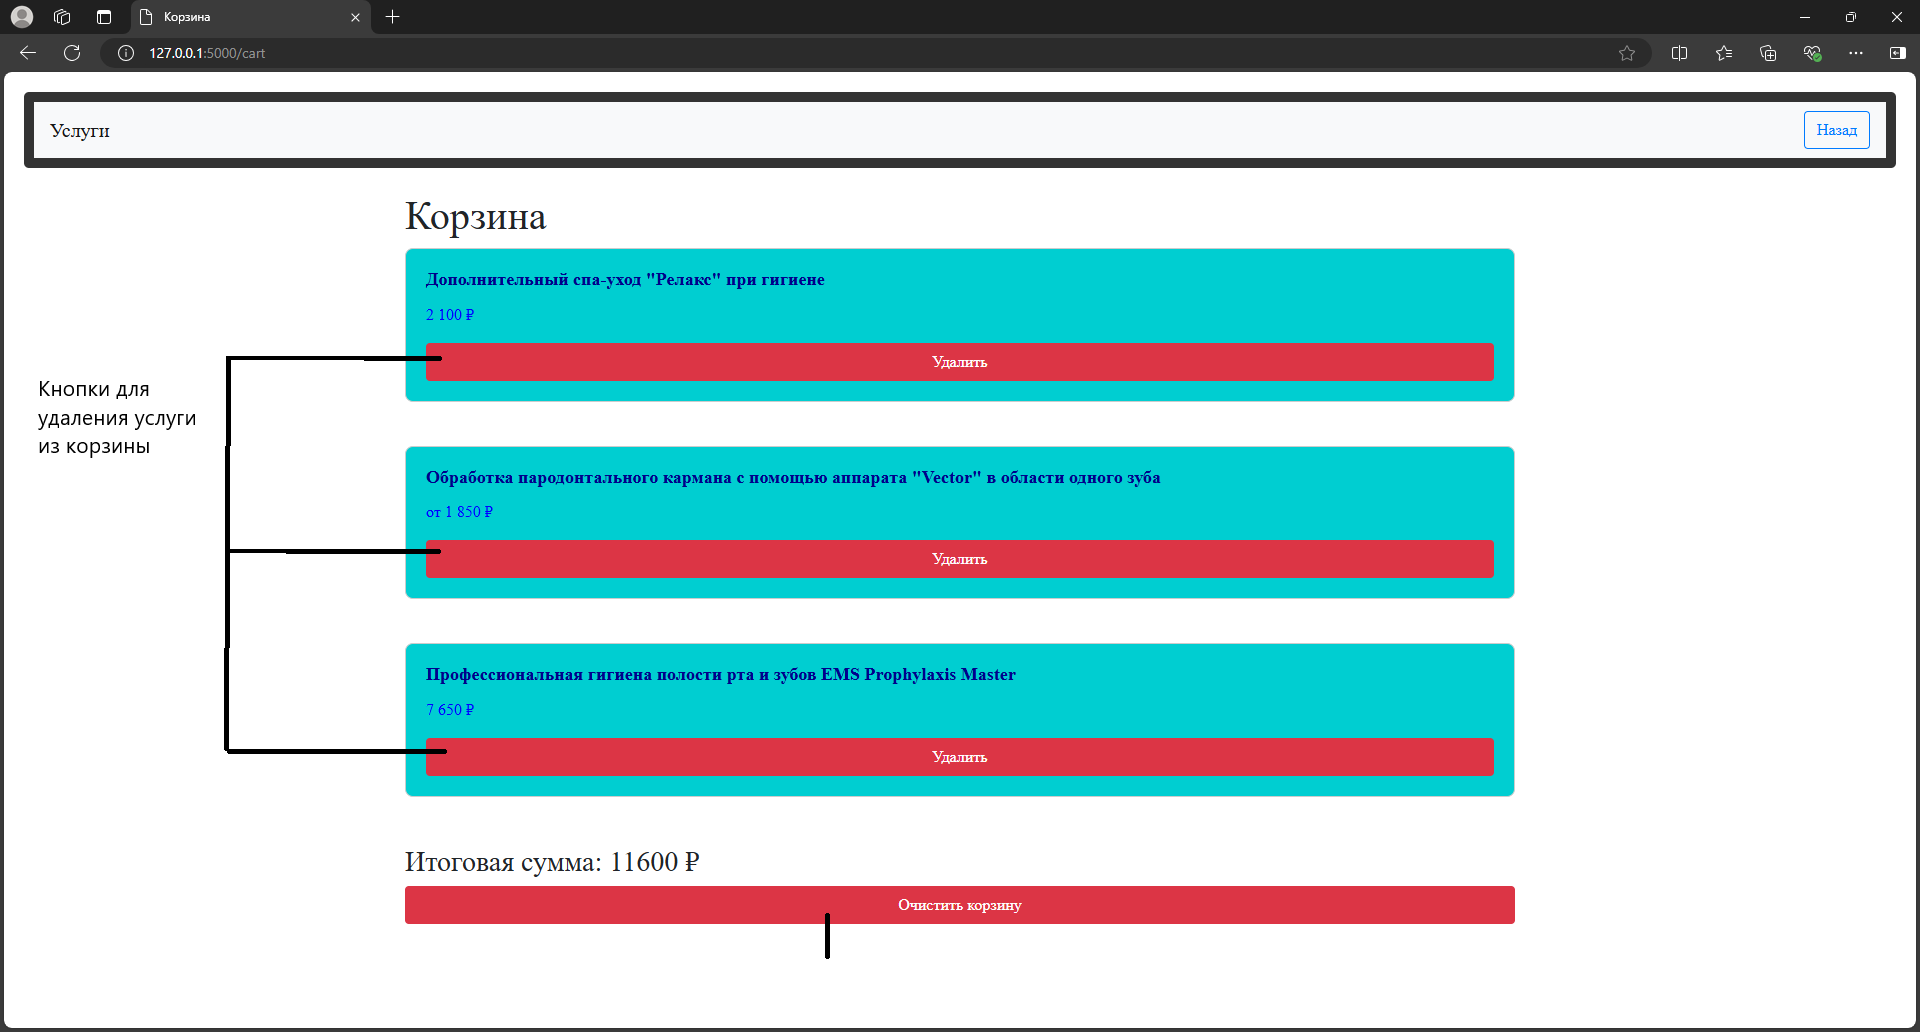 Корзина
127.0.0.1:5000/cart
Услуги
Назад
Корзина
Дополнительный спа-уход "Релакс" при гигиене
2 100 ₽
Удалить
Кнопки для
удаления услуги
из корзины
Обработка пародонтального кармана с помощью аппарата "Vector" в области одного зуба
от 1 850 ₽
Удалить
Профессиональная гигиена полости рта и зубов EMS Prophylaxis Master
7 650 ₽
Удалить
Итоговая сумма: 11600 ₽
Очистить корзину